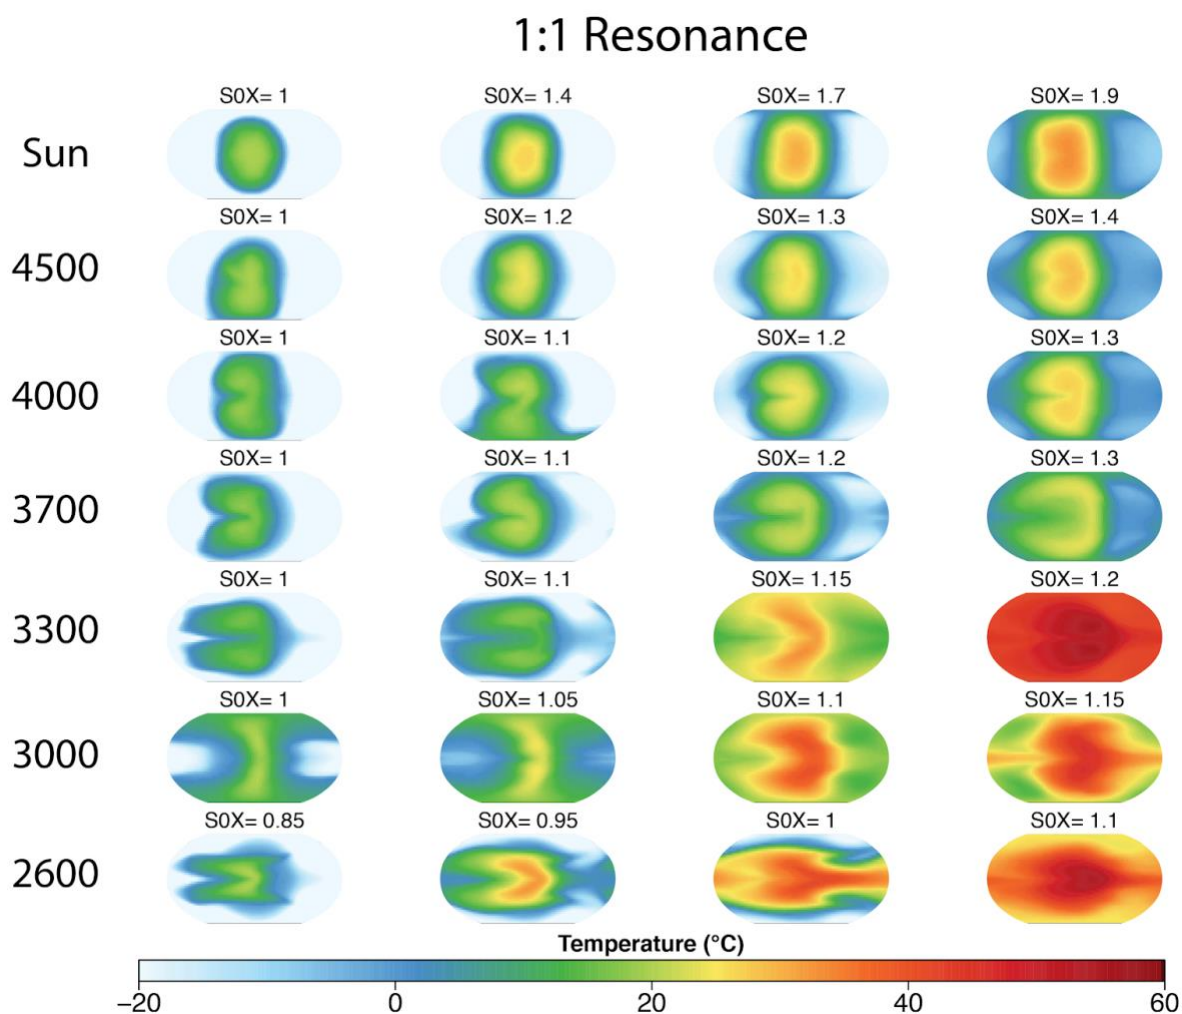 1:1 Resonance
S0X= 1 S0X= 1.4 S0X= 1.7 S0X= 1.9
Sun
S0X= 1 S0X= 1.2 S0X= 1.3 S0X= 1.4
4500
S0X= 1 S0X= 1.1 S0X= 1.2 S0X= 1.3
4000
S0X= 1 S0X= 1.1 S0X= 1.2 S0X= 1.3
3700
S0X= 1 S0X= 1.1 S0X= 1.15 S0X= 1.2
3300
S0X= 1 S0X= 1.05 S0X= 1.1 S0X= 1.15
3000
S0X= 0.85 S0X= 0.95 S0X= 1 S0X= 1.1
2600
Temperature (°C)
−20 0 20 40 60